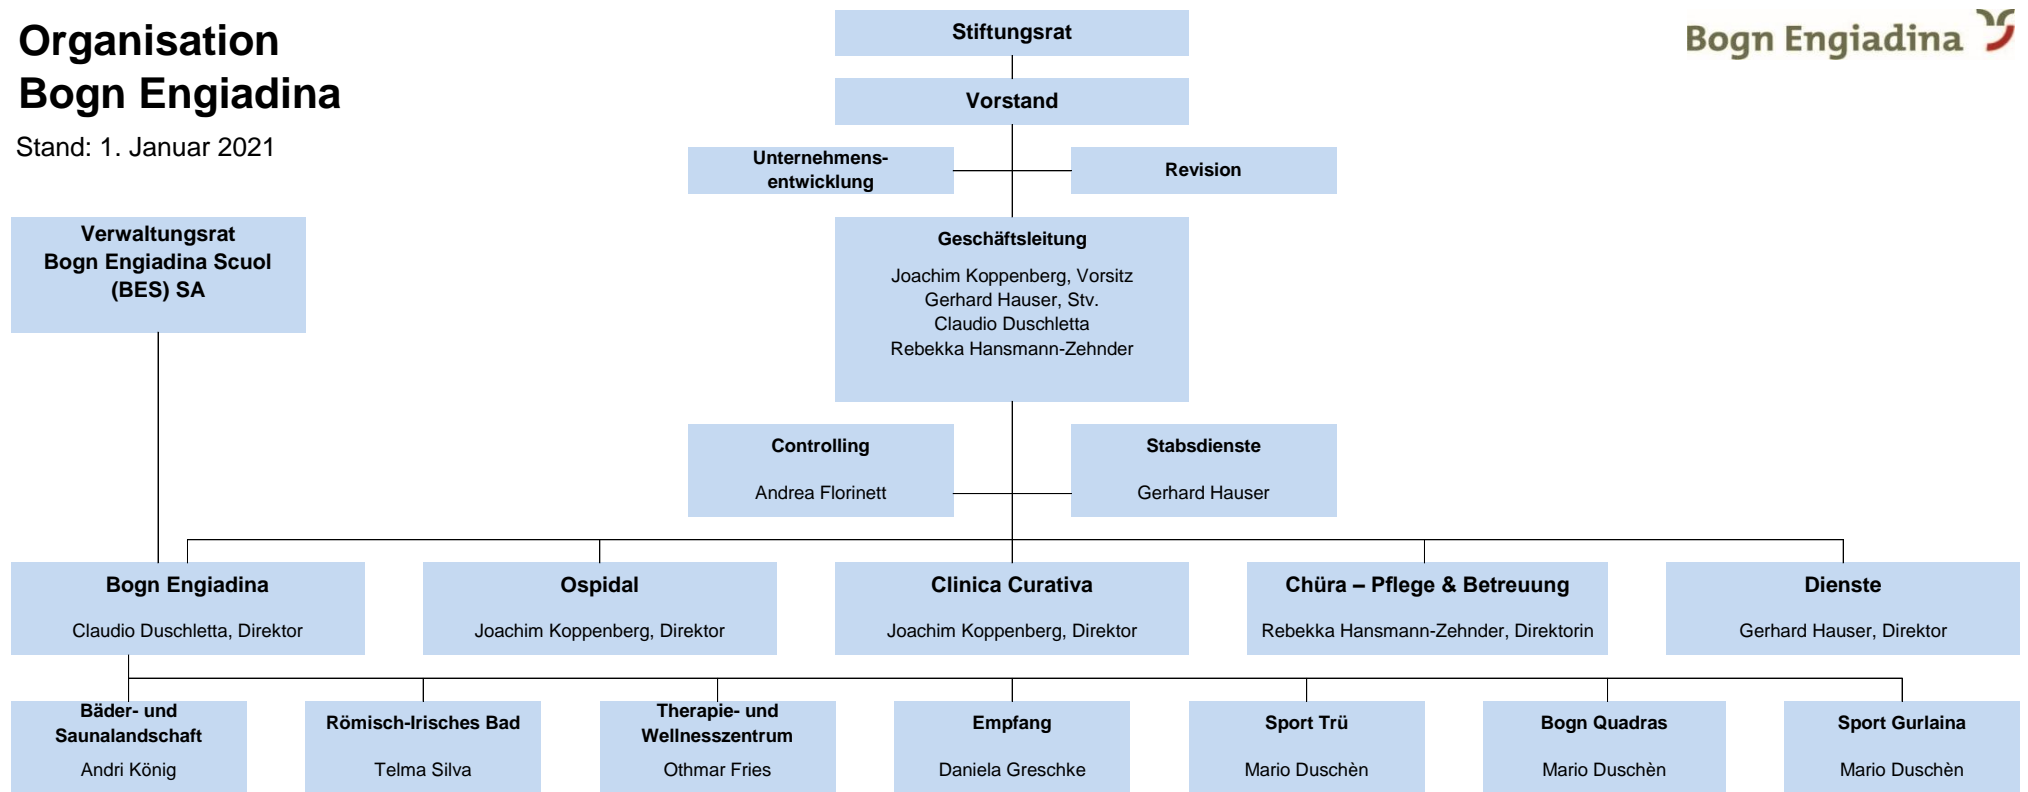 Organisation
Bogn Engiadina
Stand: 1. Januar 2021
Bogn Engiadina
Stiftungsrat
Vorstand
Unternehmens-
entwicklung
Revision
Verwaltungsrat
Bogn Engiadina Scuol
(BES) SA
Geschäftsleitung
Joachim Koppenberg, Vorsitz
Gerhard Hauser, Stv.
Claudio Duschletta
Rebekka Hansmann-Zehnder
Controlling
Andrea Florinett
Stabsdienste
Gerhard Hauser
Bogn Engiadina
Claudio Duschletta, Direktor
Ospidal
Joachim Koppenberg, Direktor
Clinica Curativa
Joachim Koppenberg, Direktor
Chüra – Pflege & Betreuung
Rebekka Hansmann-Zehnder, Direktorin
Dienste
Gerhard Hauser, Direktor
Bäder- und
Saunalandschaft
Andri König
Römisch-Irisches Bad
Telma Silva
Therapie- und
Wellnesszentrum
Othmar Fries
Empfang
Daniela Greschke
Sport Trü
Mario Duschèn
Bogn Quadras
Mario Duschèn
Sport Gurlaina
Mario Duschèn